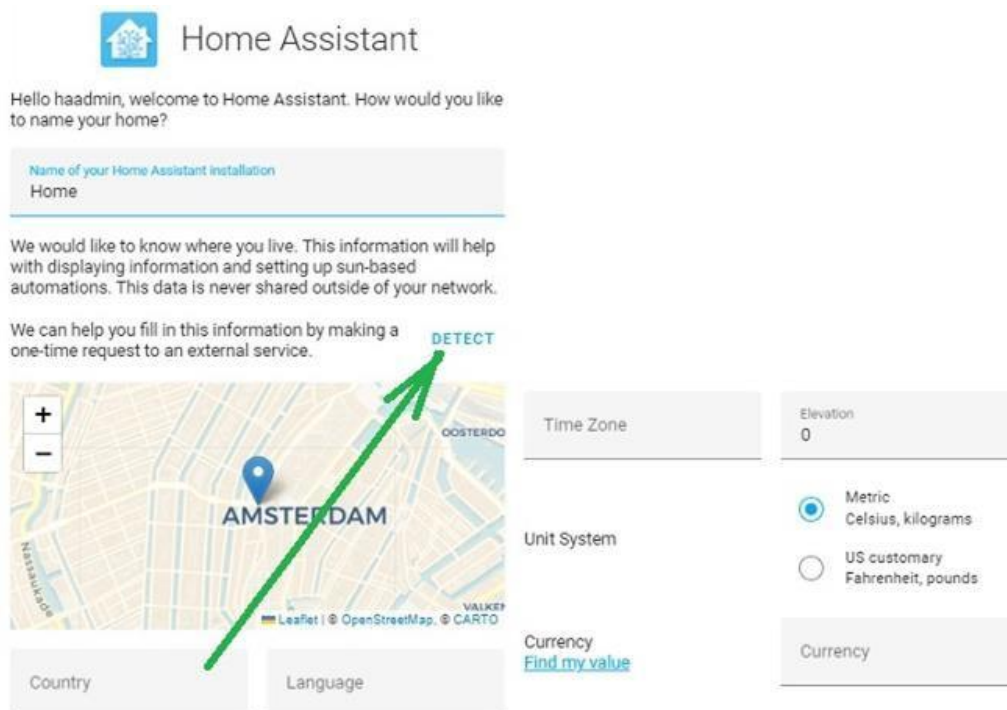 Home Assistant
Hello haadmin, welcome to Home Assistant. How would you like
to name your home?
Name of your Home Assistant installation
Home
We would like to know where you live. This information will help
with displaying information and setting up sun-based
automations. This data is never shared outside of your network.
We can help you fill in this information by making a
one-time request to an external service.
DETECT
+
−
OOSTERDO
AMSTERDAM
Nassaukade
VALKEN
Leaflet | © OpenStreetMap, © CARTO
Country
Language
Time Zone
Elevation
0
Unit System
Metric
Celsius, kilograms
US customary
Fahrenheit, pounds
Currency
Find my value
Currency